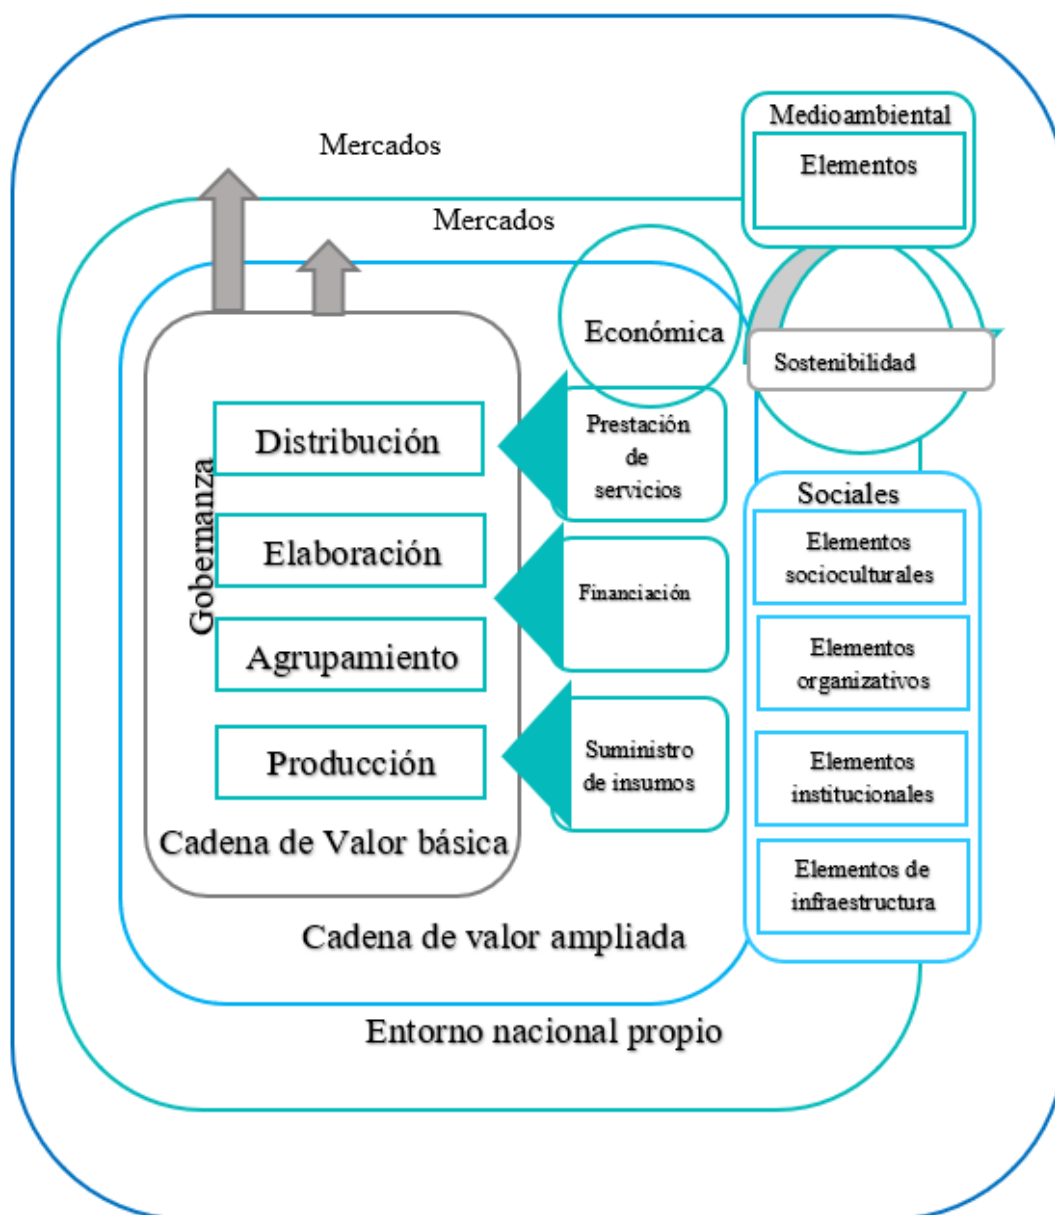 Medioambiental
Elementos
Mercados
Mercados
Económica
Sostenibilidad
Gobernanza
Distribución
Elaboración
Agrupamiento
Producción
Cadena de Valor básica
Prestación
de
servicios
Financiación
Suministro
de insumos
Sociales
Elementos
socioculturales
Elementos
organizativos
Elementos
institucionales
Elementos de
infraestructura
Cadena de valor ampliada
Entorno nacional propio